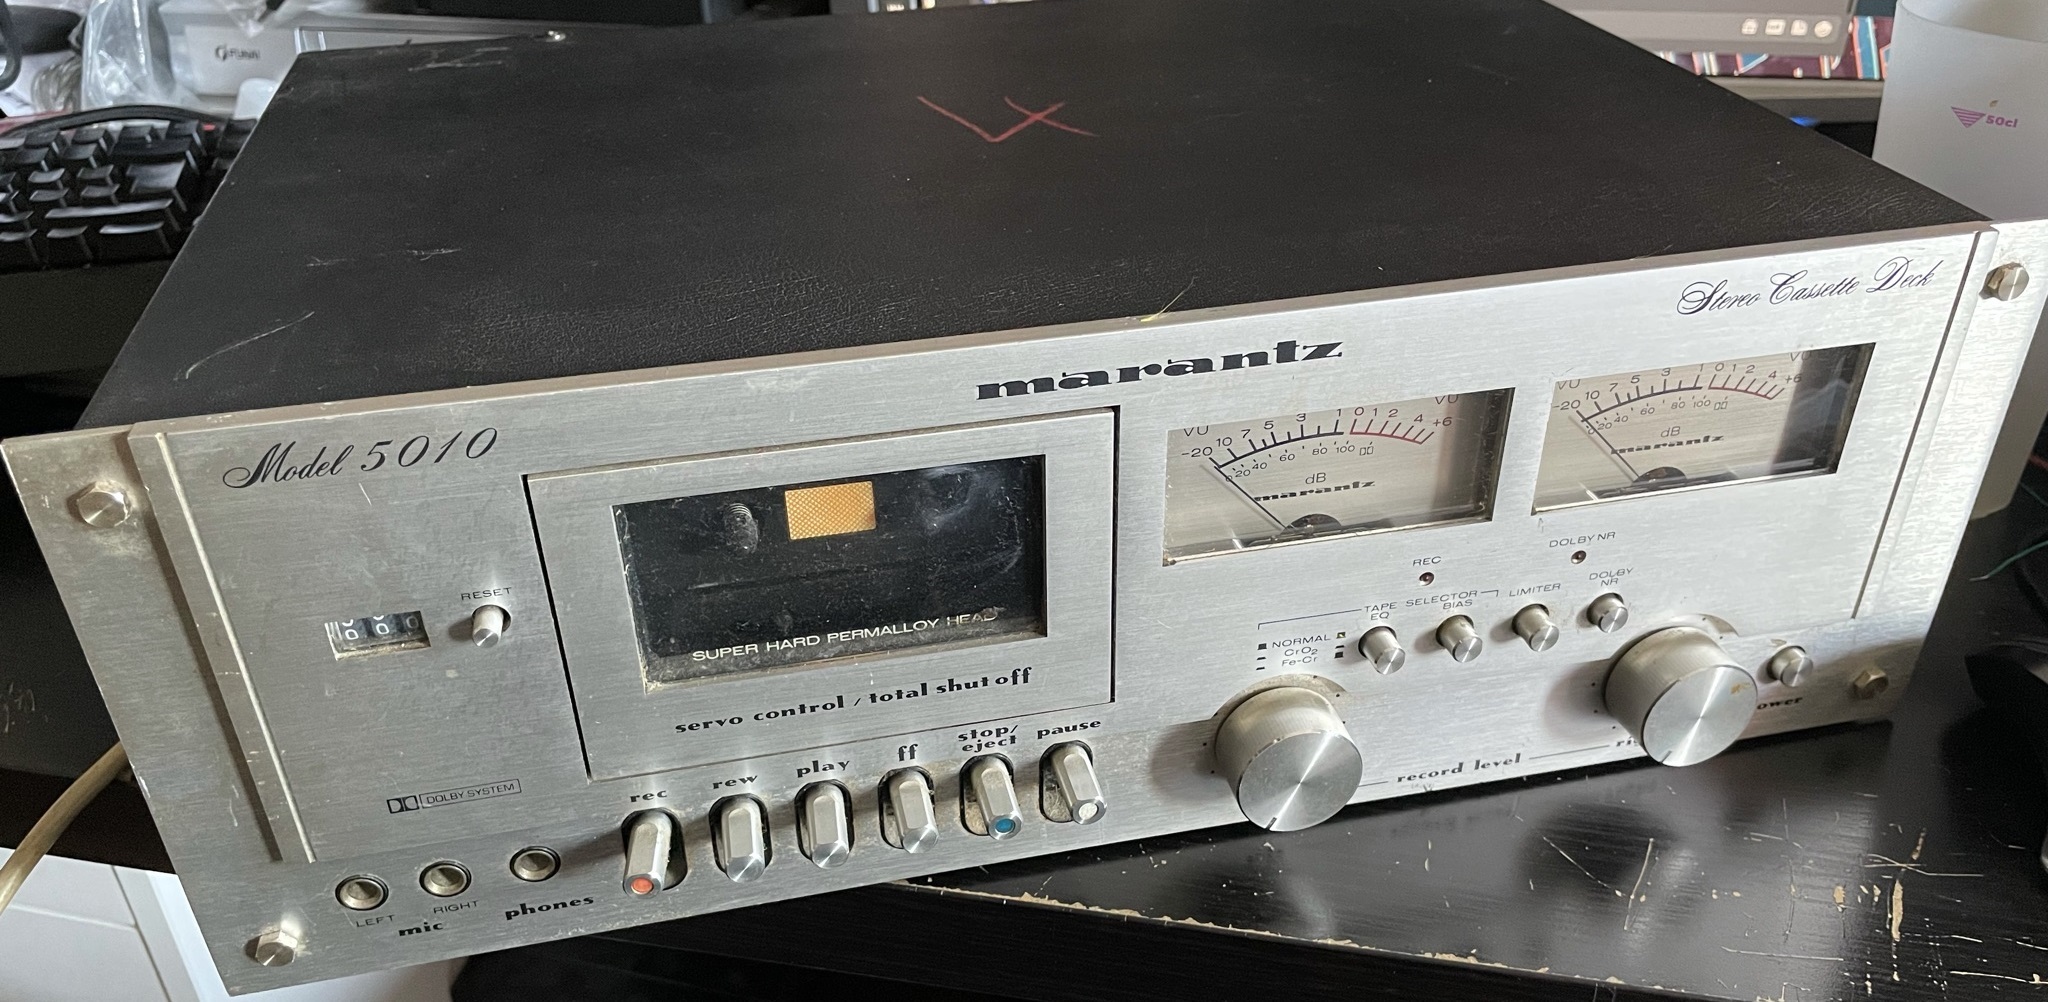 50cl
Stereo Cassette Deck
marantz
Model 5010
VU VU
-20 10 7 5 3 1 0 1 2 4 +6
0 20 40 60 80 100
dB
marantz
VU VU
-20 10 7 5 3 1 0 1 2 4 +6
0 20 40 60 80 100
dB
marantz
RESET
SUPER HARD PERMALLOY HEAD
servo control / total shut off
REC
DOLBY NR
TAPE SELECTOR
EQ
BIAS
LIMITER
DOLBY
NR
NORMAL
CrO2
Fe-Cr
DOLBY SYSTEM
rec
rew
play
ff
stop/
eject
pause
record level
LEFT
RIGHT
mic
phones